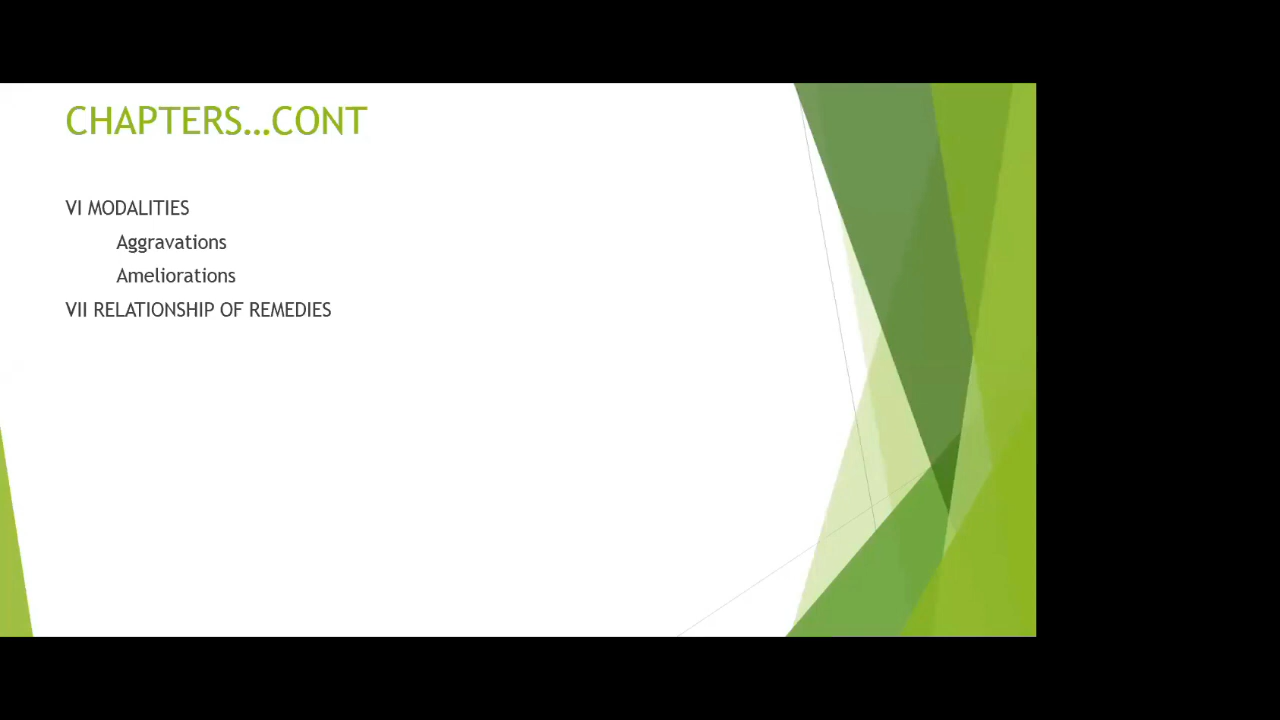 CHAPTERS...CONT
VI MODALITIES
Aggravations
Ameliorations
VII RELATIONSHIP OF REMEDIES